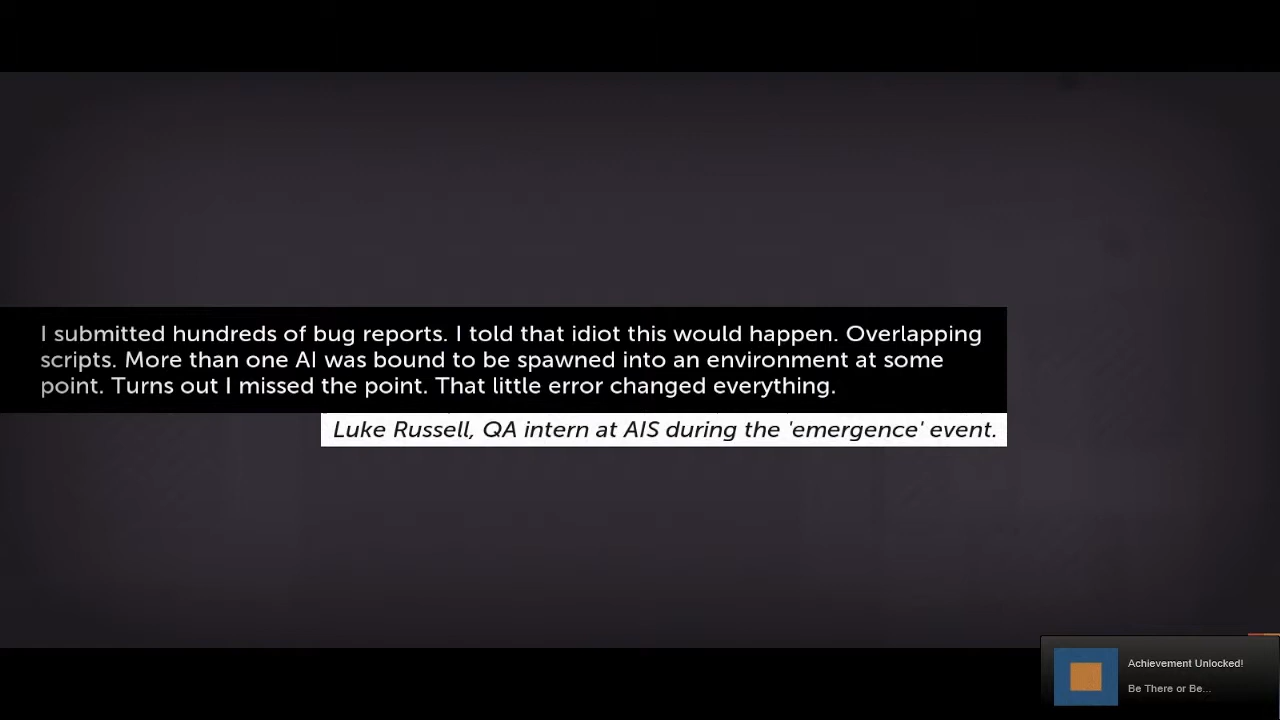 I submitted hundreds of bug reports. I told that idiot this would happen. Overlapping
scripts. More than one AI was bound to be spawned into an environment at some
point. Turns out I missed the point. That little error changed everything.
Luke Russell, QA intern at AIS during the 'emergence' event.
Achievement Unlocked!
Be There or Be...